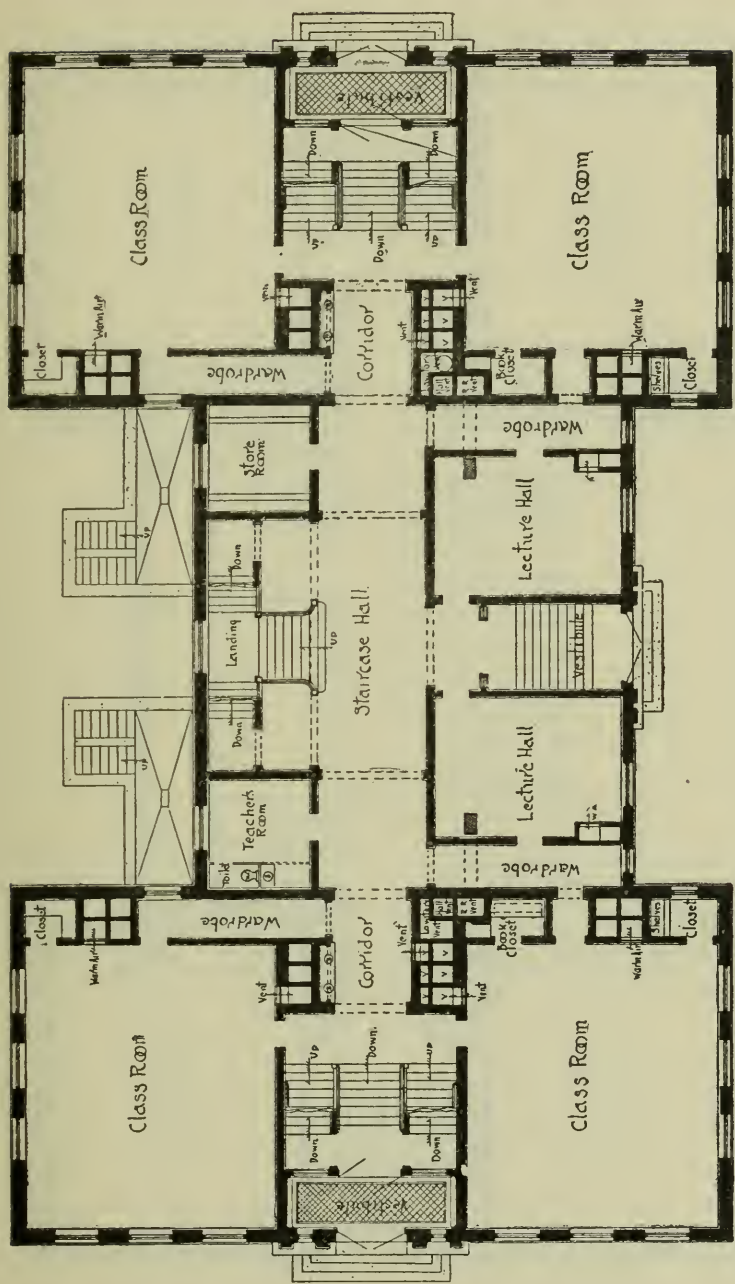 Vestibule
Down
Down
UP
Down
UP
Class Room
Class Room
Closet
Warm Air
Wardrobe
Ven
Corridor
Vent
Vent
Book
Closet
Warm Air
Shelves
Closet
Wardrobe
Store
Room
UP
Down
Landing
UP
Down
Staircase Hall
Lecture Hall
Vestibule
Lecture Hall
UP
Teachers
Room
Toilet
W A
Wardrobe
Closet
Warm Air
Wardrobe
Vent
Corridor
Vent
Vent
Book
Closet
Warm Air
Shelves
Closet
Class Room
Class Room
UP
Down.
UP
Down
Down
Vestibule